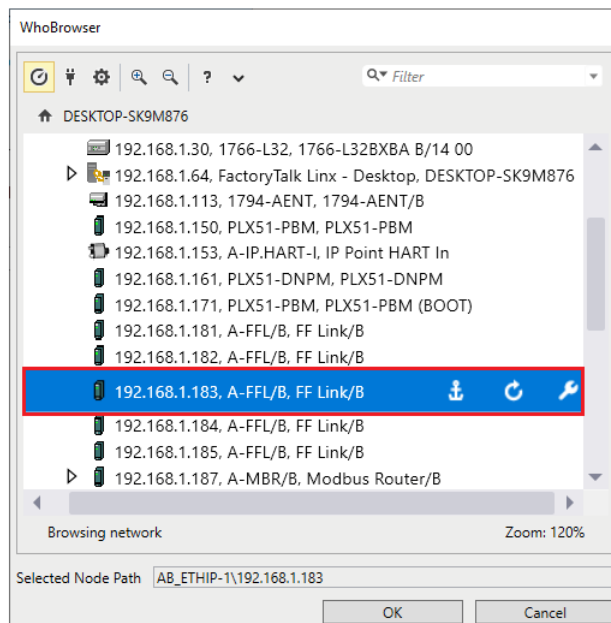 WhoBrowser
? Filter
DESKTOP-SK9M876
192.168.1.30, 1766-L32, 1766-L32BXBA B/14 00
192.168.1.64, FactoryTalk Linx - Desktop, DESKTOP-SK9M876
192.168.1.113, 1794-AENT, 1794-AENT/B
192.168.1.150, PLX51-PBM, PLX51-PBM
192.168.1.153, A-IP.HART-I, IP Point HART In
192.168.1.161, PLX51-DNPM, PLX51-DNPM
192.168.1.171, PLX51-PBM, PLX51-PBM (BOOT)
192.168.1.181, A-FFL/B, FF Link/B
192.168.1.182, A-FFL/B, FF Link/B
192.168.1.183, A-FFL/B, FF Link/B
192.168.1.184, A-FFL/B, FF Link/B
192.168.1.185, A-FFL/B, FF Link/B
192.168.1.187, A-MBR/B, Modbus Router/B
Browsing network Zoom: 120%
Selected Node Path AB_ETHIP-1\192.168.1.183
OK Cancel